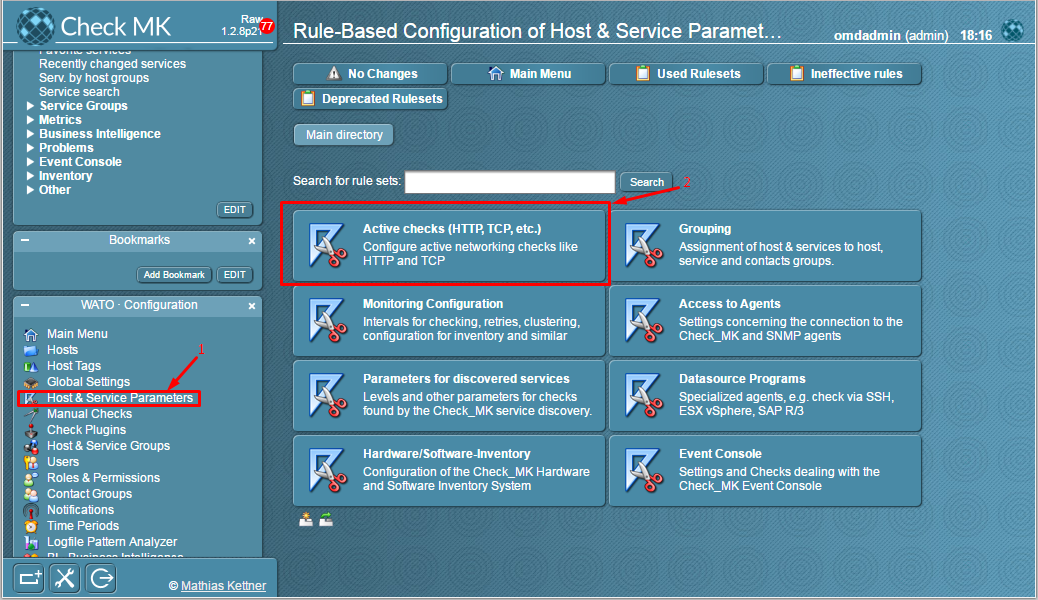 Check MK
Raw
1.2.8p21
77
Favorite services
Recently changed services
Serv. by host groups
Service search
Service Groups
Metrics
Business Intelligence
Problems
Event Console
Inventory
Other
EDIT
Bookmarks
Add Bookmark
EDIT
WATO · Configuration
Main Menu
Hosts
Host Tags
Global Settings
1
Host & Service Parameters
Manual Checks
Check Plugins
Host & Service Groups
Users
Roles & Permissions
Contact Groups
Notifications
Time Periods
Logfile Pattern Analyzer
BI - Business Intelligence
© Mathias Kettner
Rule-Based Configuration of Host & Service Paramet…
omdadmin (admin) 18:16
No Changes
Main Menu
Used Rulesets
Ineffective rules
Deprecated Rulesets
Main directory
Search for rule sets:
Search
2
Active checks (HTTP, TCP, etc.)
Configure active networking checks like
HTTP and TCP
Grouping
Assignment of host & services to host,
service and contacts groups.
Monitoring Configuration
Intervals for checking, retries, clustering,
configuration for inventory and similar
Access to Agents
Settings concerning the connection to the
Check_MK and SNMP agents
Parameters for discovered services
Levels and other parameters for checks
found by the Check_MK service discovery.
Datasource Programs
Specialized agents, e.g. check via SSH,
ESX vSphere, SAP R/3
Hardware/Software-Inventory
Configuration of the Check_MK Hardware
and Software Inventory System
Event Console
Settings and Checks dealing with the
Check_MK Event Console